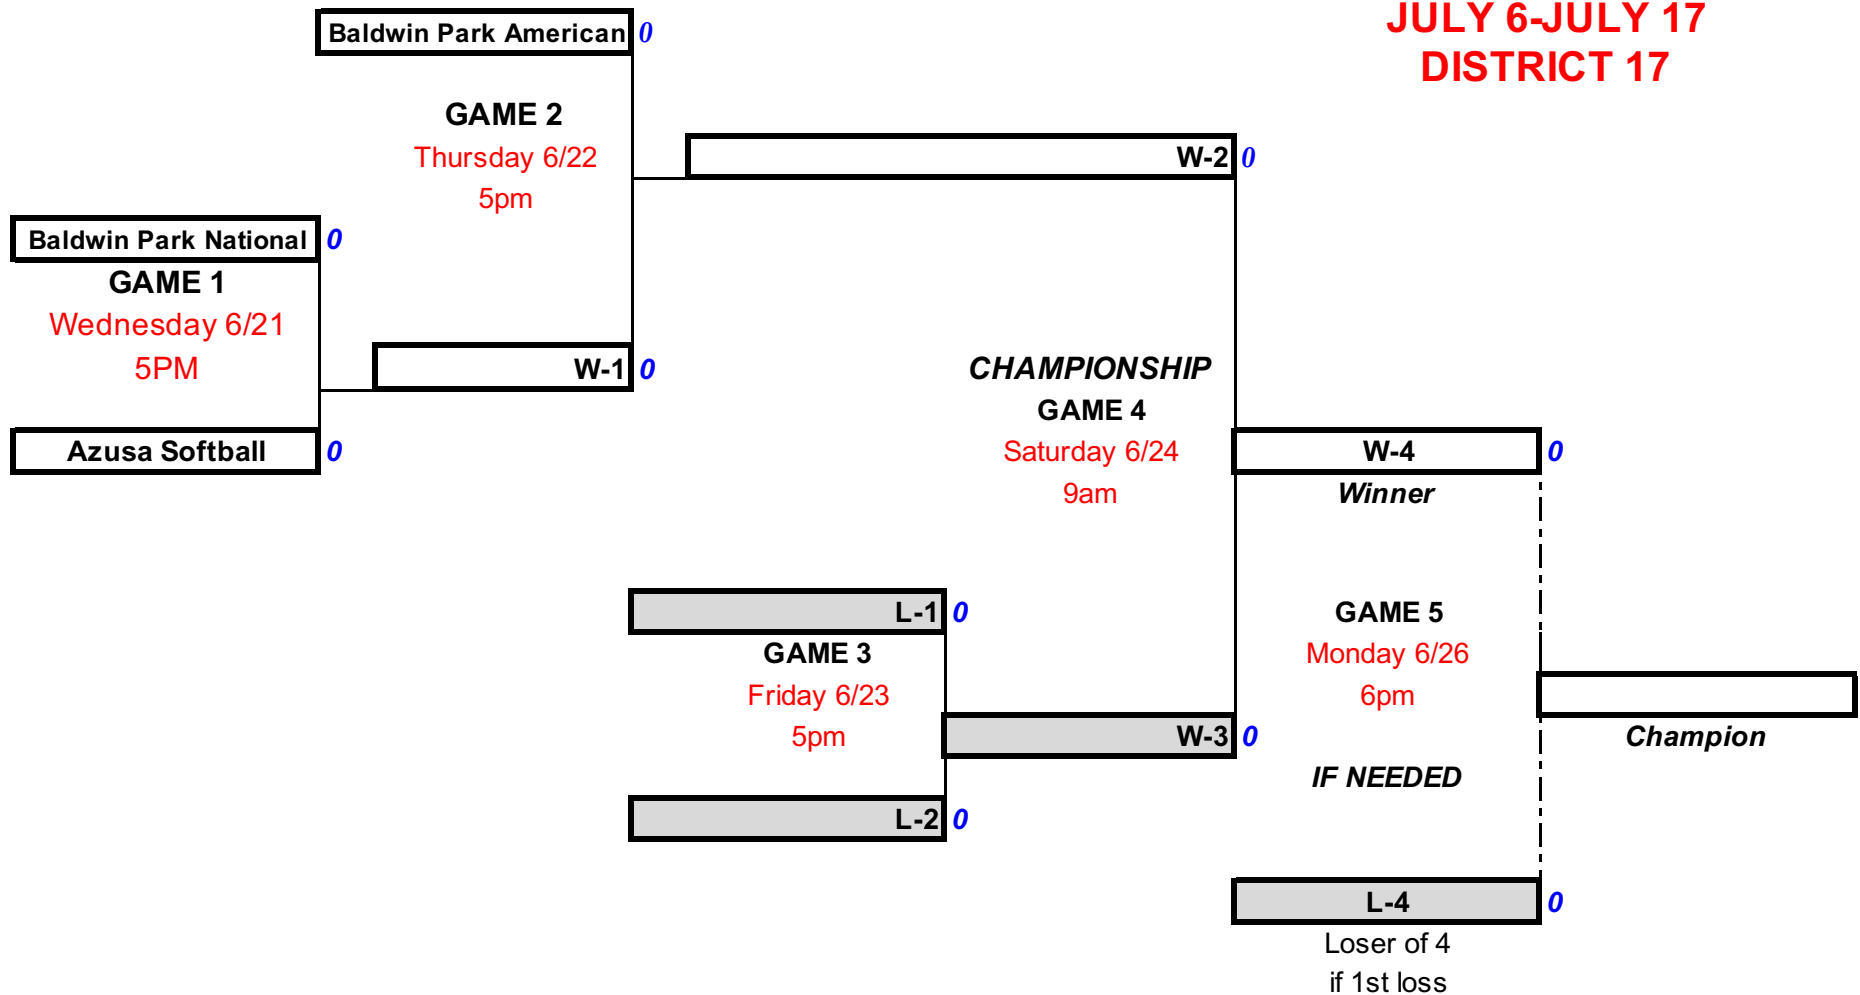 JULY 6-JULY 17
DISTRICT 17
Baldwin Park American 0
GAME 2
Thursday 6/22
5pm
W-2 0
Baldwin Park National 0
GAME 1
Wednesday 6/21
5PM
W-1 0
Azusa Softball 0
CHAMPIONSHIP
GAME 4
Saturday 6/24
9am
W-4 0
Winner
L-1 0
GAME 3
Friday 6/23
5pm
W-3 0
L-2 0
GAME 5
Monday 6/26
6pm
IF NEEDED
Champion
L-4 0
Loser of 4
if 1st loss